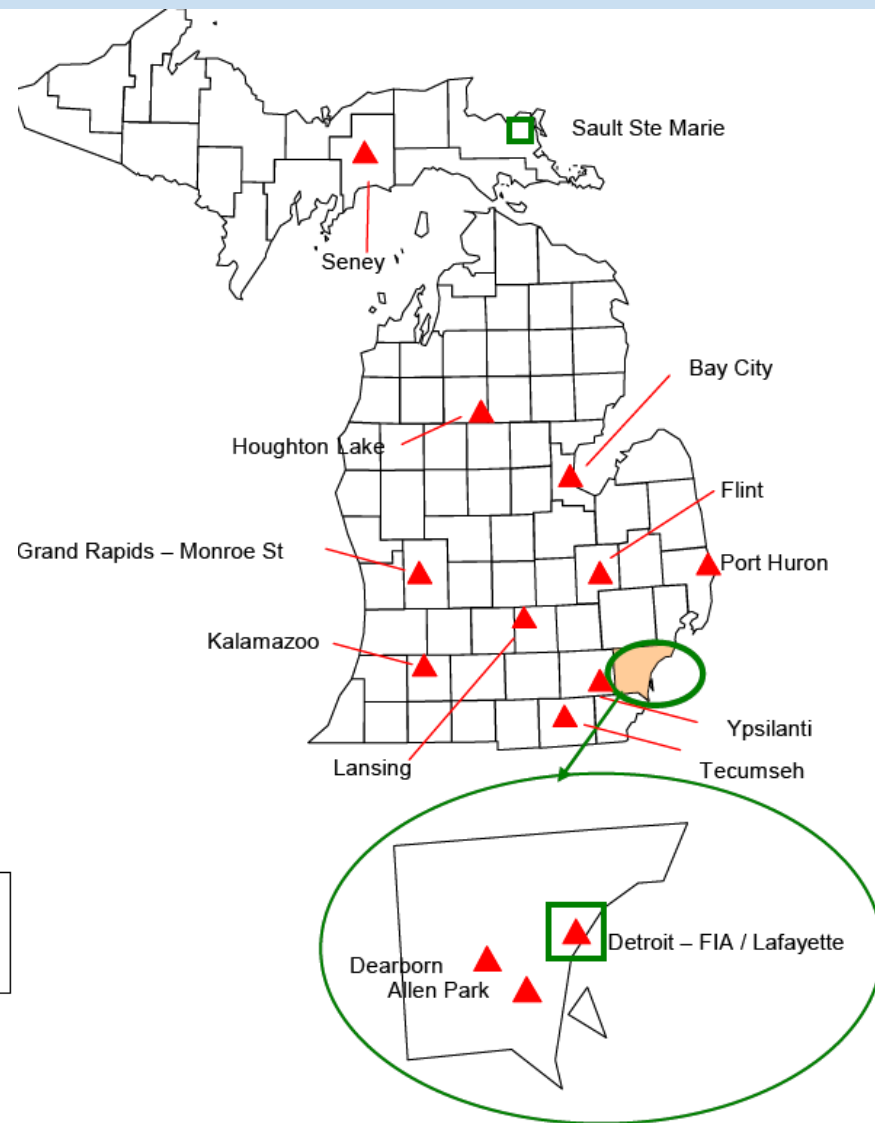 Sault Ste Marie
Seney
Bay City
Houghton Lake
Flint
Grand Rapids – Monroe St
Port Huron
Kalamazoo
Ypsilanti
Lansing
Tecumseh
Detroit – FIA / Lafayette
Dearborn
Allen Park